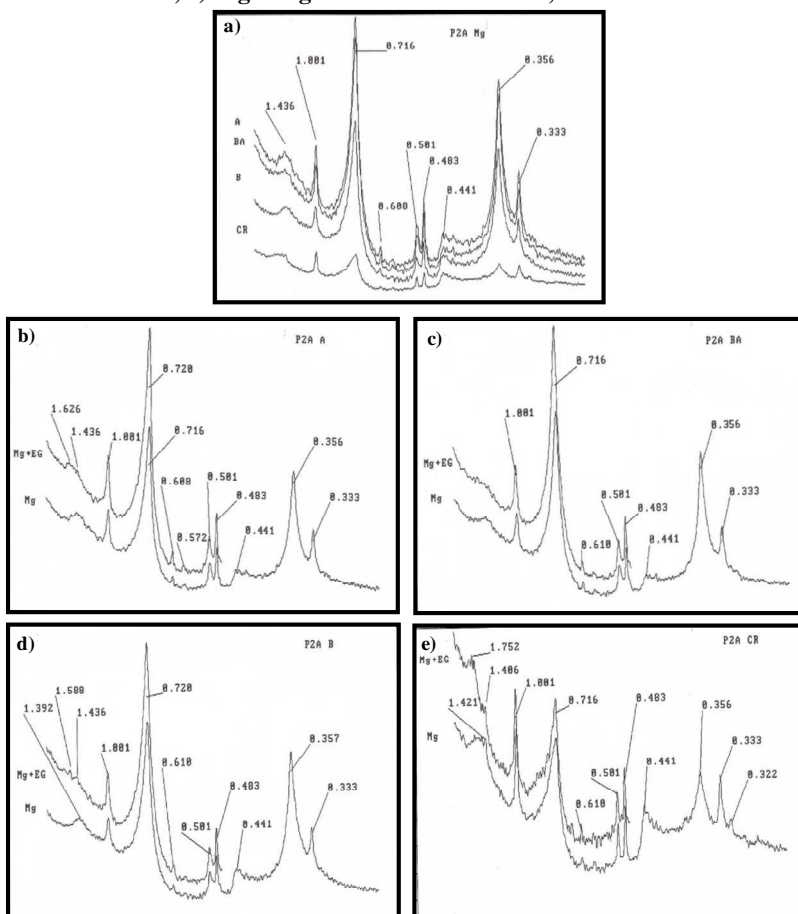 a)
P2A Mg
0.716
0.356
1.001
1.436
A
BA
B
CR
0.501
0.483
0.333
0.441
0.600
b)
P2A A
0.720
1.626
1.436
1.001
0.716
Mg+EG
Mg
0.608
0.501
0.483
0.572
0.441
0.356
0.333
c)
P2A BA
0.716
1.001
0.356
Mg+EG
Mg
0.501
0.483
0.333
0.610
0.441
d)
P2A B
0.720
1.588
1.392
1.436
1.001
0.357
0.610
Mg+EG
0.483
0.333
Mg
0.501
0.441
e)
P2A CR
1.752
Mg+EG
1.406
1.001
0.716
0.483
0.356
1.421
0.441
Mg
0.333
0.501
0.322
0.610